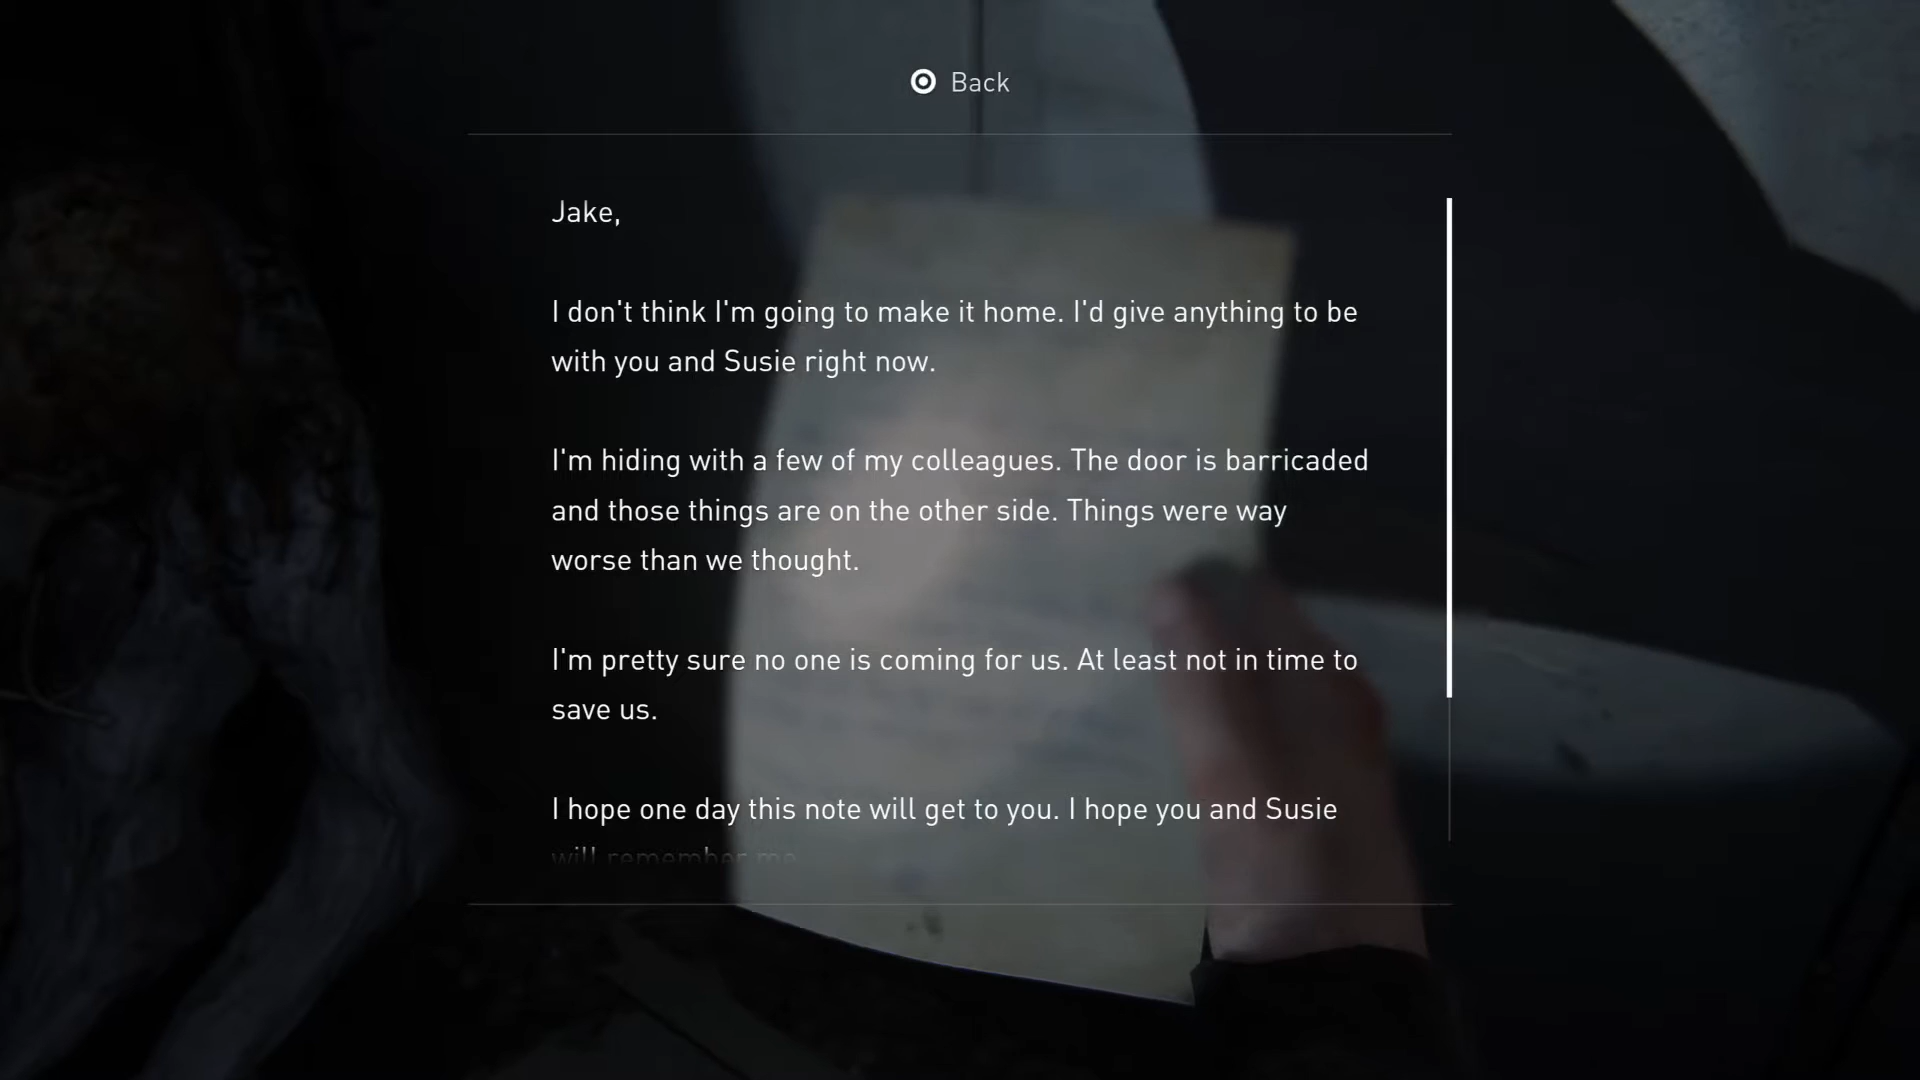 Back
Jake,
I don't think I'm going to make it home. I'd give anything to be
with you and Susie right now.
I'm hiding with a few of my colleagues. The door is barricaded
and those things are on the other side. Things were way
worse than we thought.
I'm pretty sure no one is coming for us. At least not in time to
save us.
I hope one day this note will get to you. I hope you and Susie
will remember me